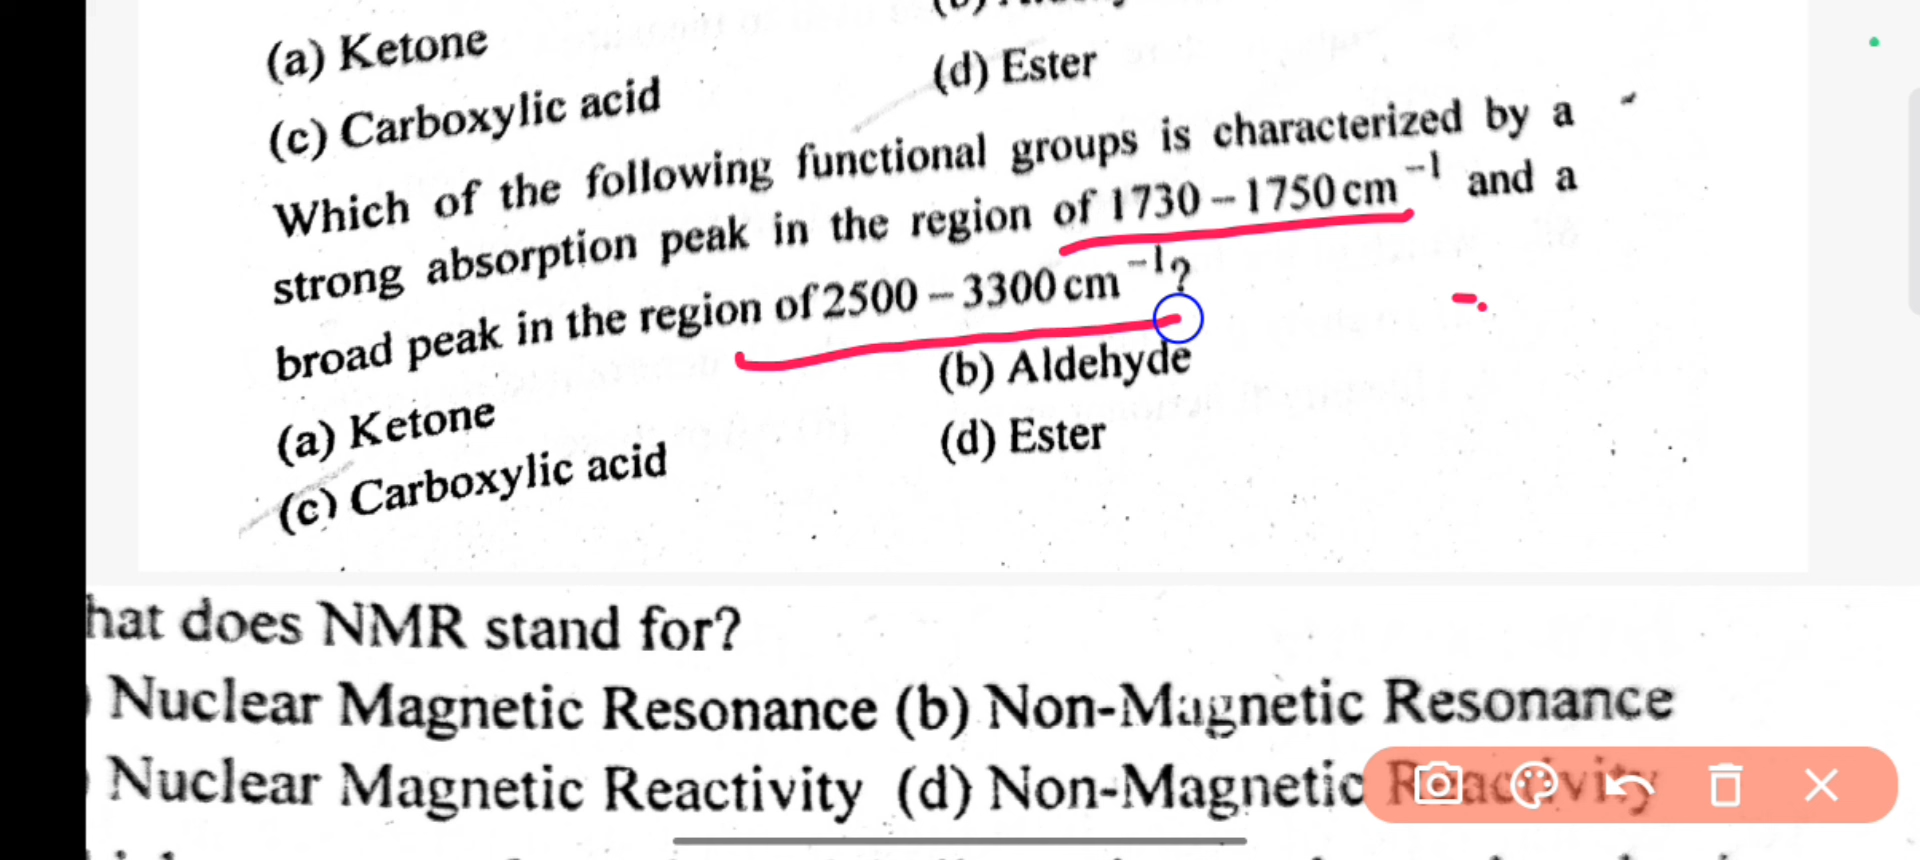 (a) Ketone
(d) Ester
(c) Carboxylic acid
Which of the following functional groups is characterized by a
strong absorption peak in the region of 1730 – 1750 cm⁻¹ and a
broad peak in the region of 2500 – 3300 cm⁻¹?
(a) Ketone (b) Aldehyde
(c) Carboxylic acid (d) Ester
hat does NMR stand for?
) Nuclear Magnetic Resonance (b) Non-Magnetic Resonance
) Nuclear Magnetic Reactivity (d) Non-Magnetic Reactivity